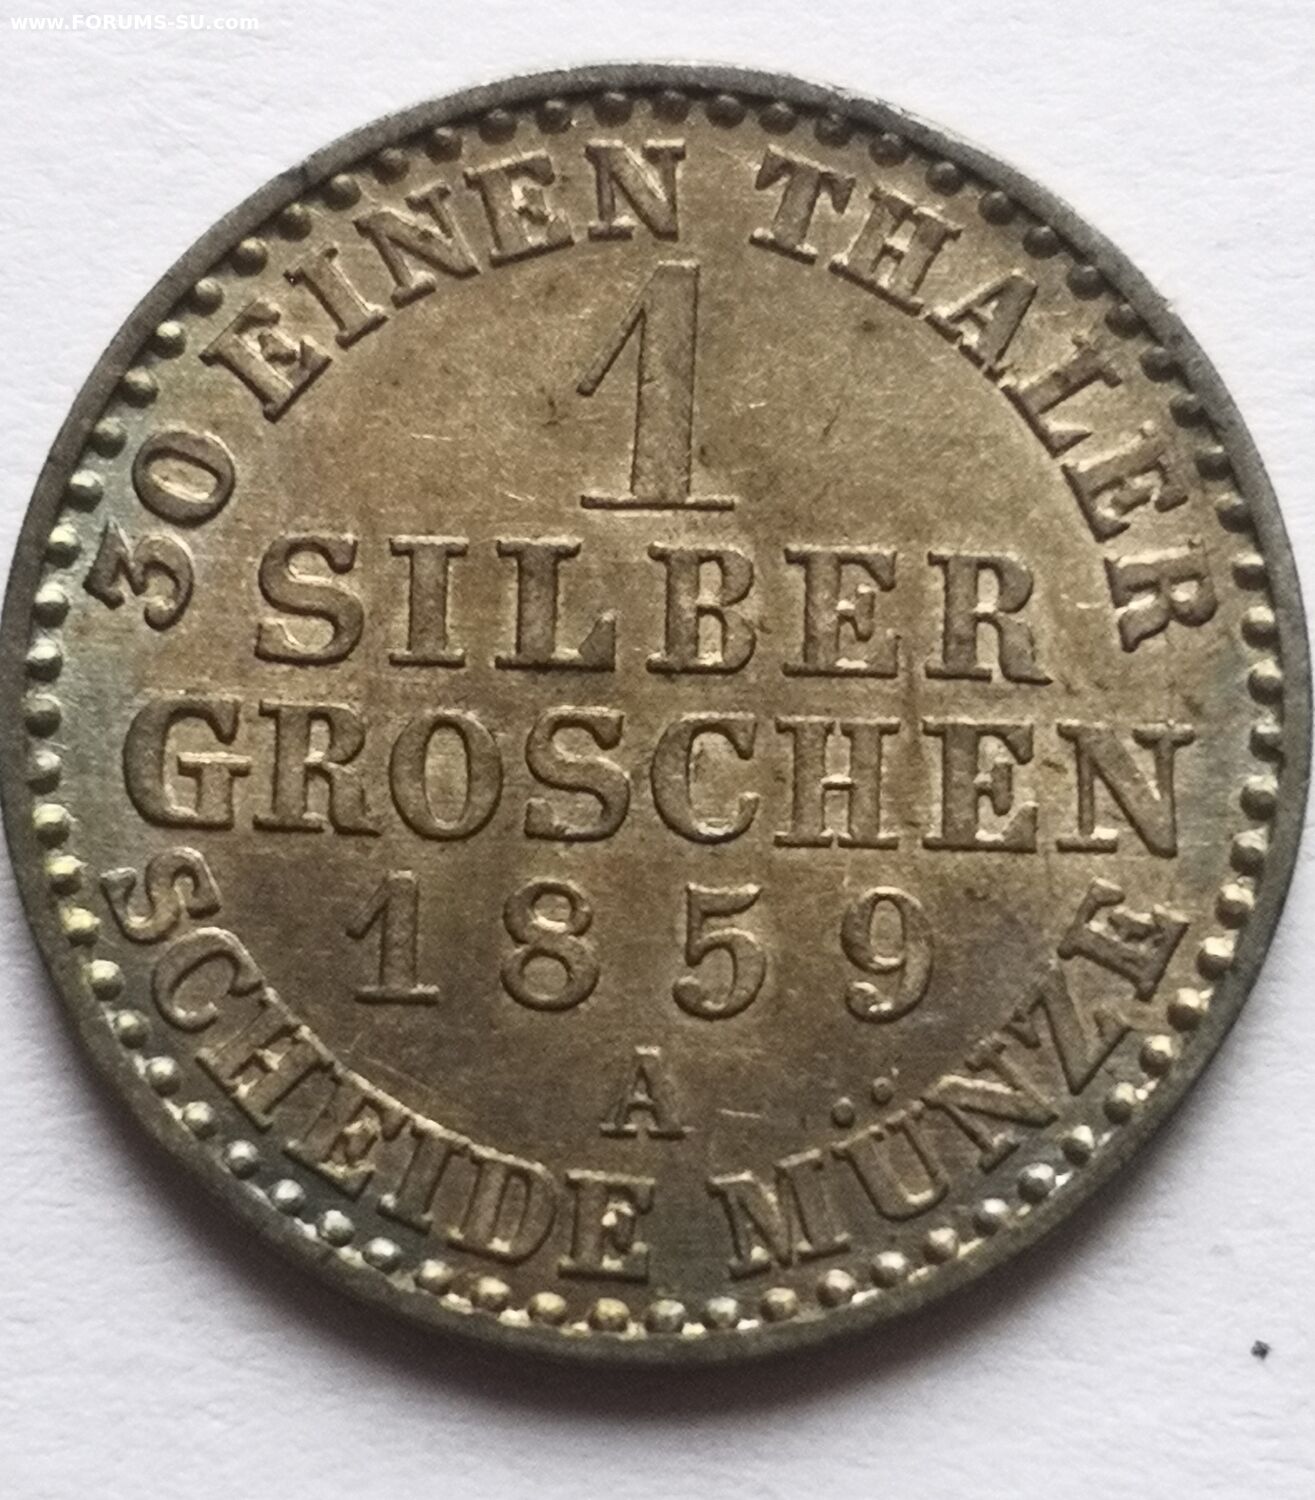 www.FORUMS-SU.com
30 EINEN THALER
1
SILBER
GROSCHEN
1859
A
SCHEIDE MÜNZE